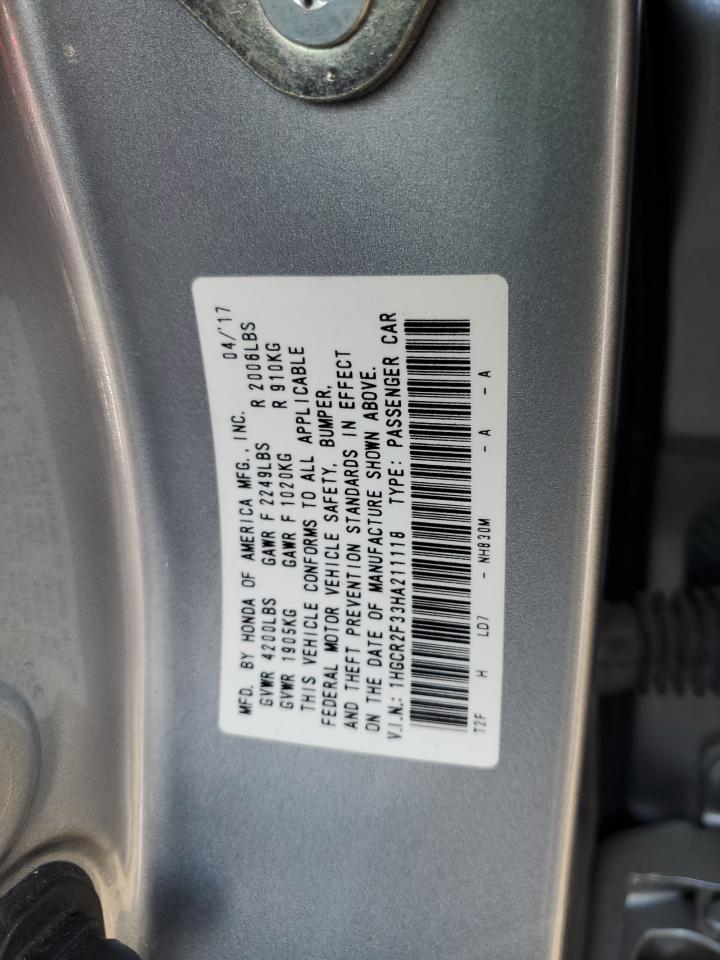 MFD. BY HONDA OF AMERICA MFG., INC. 04/'17
GVWR 4200LBS GAWR F 2249LBS R 2006LBS
GVWR 1905KG GAWR F 1020KG R 910KG
THIS VEHICLE CONFORMS TO ALL APPLICABLE
FEDERAL MOTOR VEHICLE SAFETY, BUMPER,
AND THEFT PREVENTION STANDARDS IN EFFECT
ON THE DATE OF MANUFACTURE SHOWN ABOVE.
V.I.N.: 1HGCR2F33HA211118 TYPE: PASSENGER CAR
T2F H LD7 - NH830M - A - A